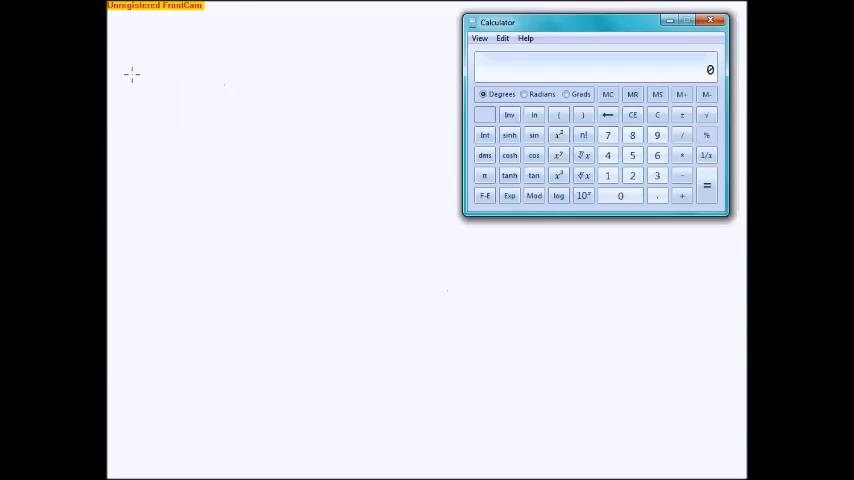 Unregistered FrontCam
Calculator
View Edit Help
0
Degrees Radians Grads MC MR MS M+ M-
Inv ln ( ) ← CE C ± √
Int sinh sin x² n! 7 8 9 / %
dms cosh cos xʸ ʸ√x 4 5 6 * 1/x
π tanh tan x³ ³√x 1 2 3 - =
F-E Exp Mod log 10ˣ 0 . +